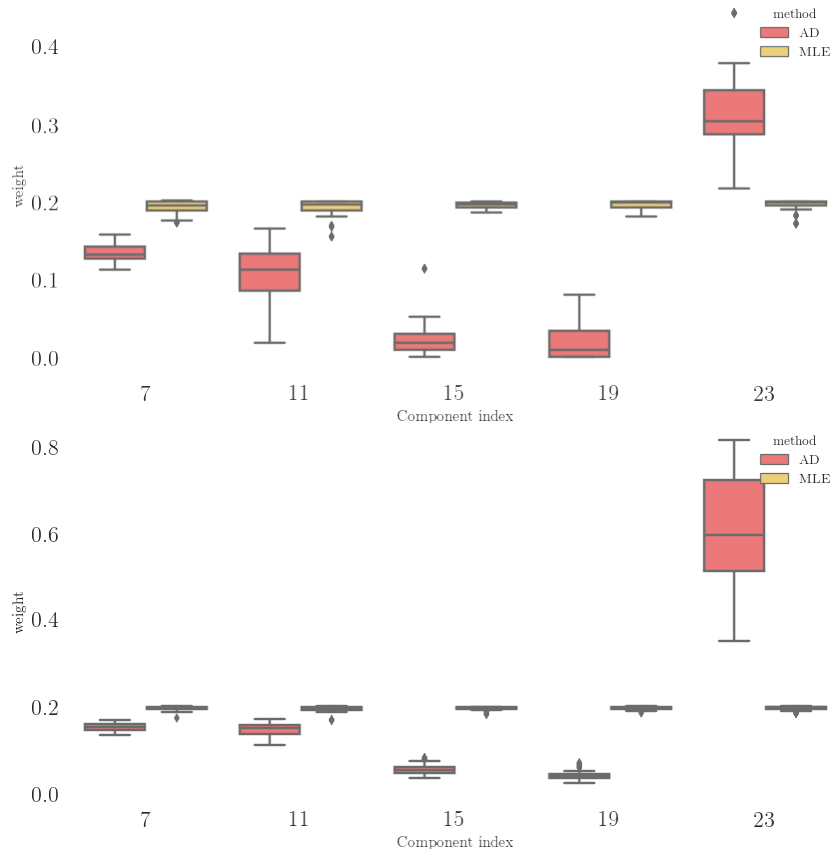 method
AD
MLE
0.4
0.3
0.2
0.1
0.0
weight
7 11 15 19 23
Component index
method
AD
MLE
0.8
0.6
0.4
0.2
0.0
weight
7 11 15 19 23
Component index